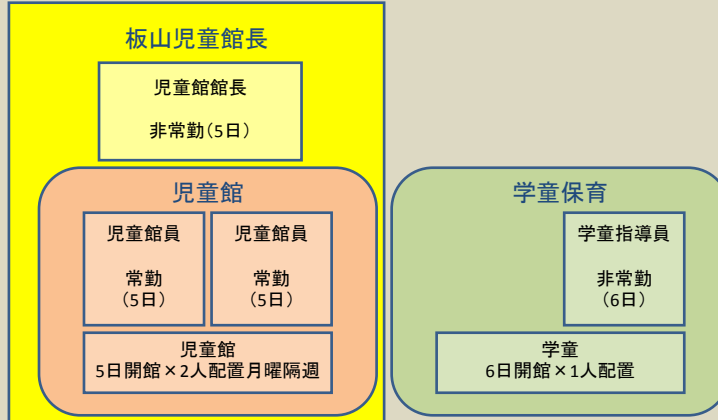 板山児童館長
児童館館長
非常勤(5日)
児童館
児童館員
常勤
(5日)
児童館員
常勤
(5日)
児童館
5日開館×2人配置月曜隔週
学童保育
学童指導員
非常勤
(6日)
学童
6日開館×1人配置